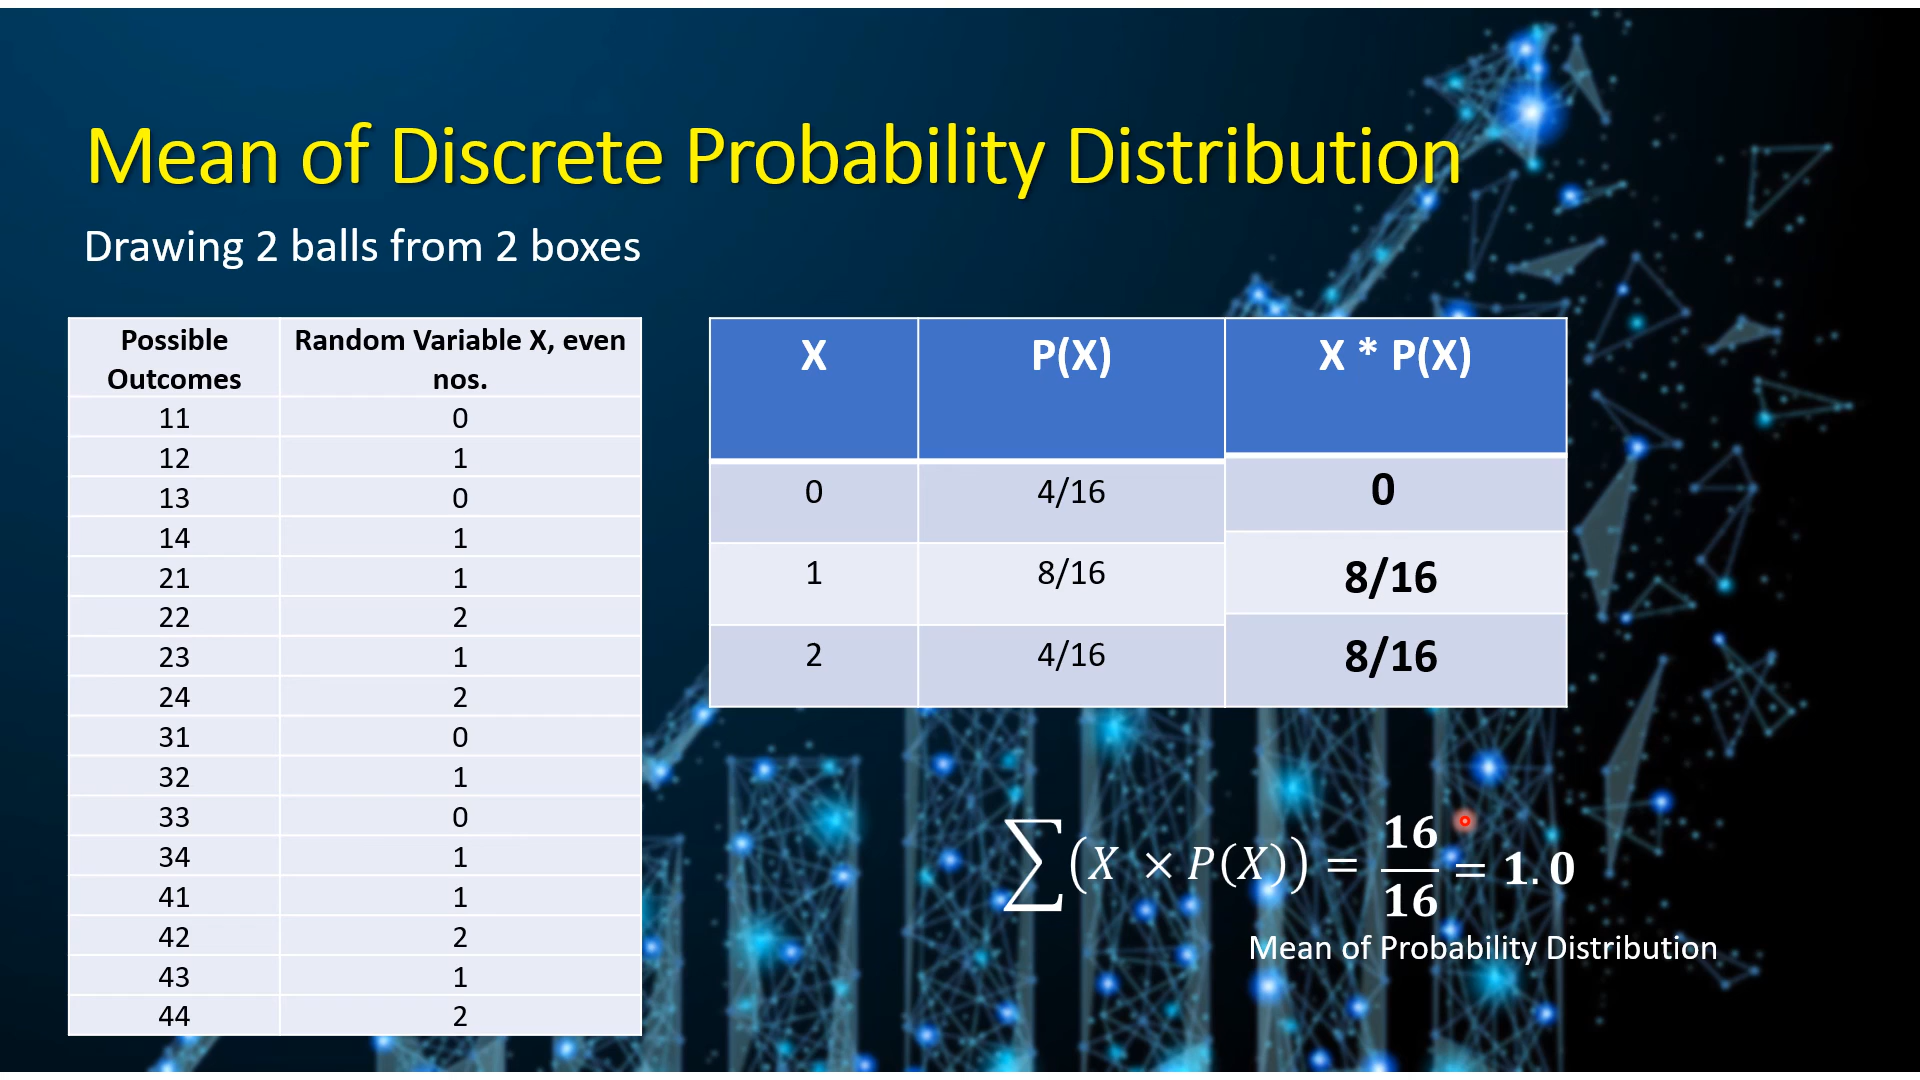 Mean of Discrete Probability Distribution
Drawing 2 balls from 2 boxes
Possible Outcomes | Random Variable X, even nos.
11 | 0
12 | 1
13 | 0
14 | 1
21 | 1
22 | 2
23 | 1
24 | 2
31 | 0
32 | 1
33 | 0
34 | 1
41 | 1
42 | 2
43 | 1
44 | 2
X | P(X) | X * P(X)
0 | 4/16 | 0
1 | 8/16 | 8/16
2 | 4/16 | 8/16
∑(X × P(X)) = 16/16 = 1.0
Mean of Probability Distribution